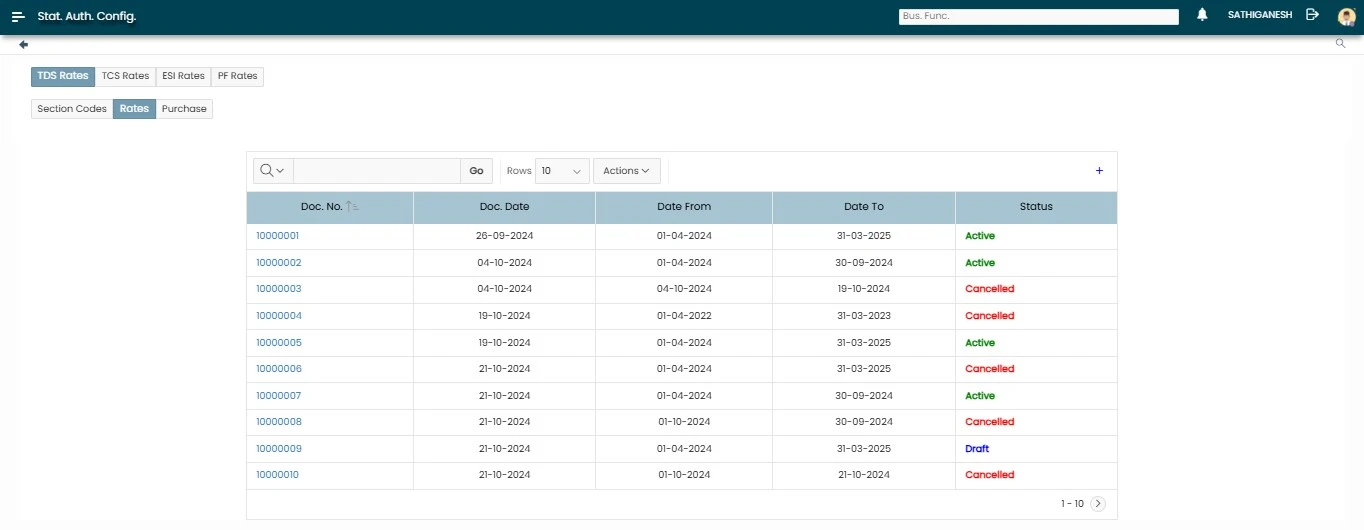 Stat. Auth. Config. Bus. Func. SATHIGANESH
TDS Rates TCS Rates ESI Rates PF Rates
Section Codes Rates Purchase
Go Rows 10 Actions +
Doc. No. Doc. Date Date From Date To Status
10000001 26-09-2024 01-04-2024 31-03-2025 Active
10000002 04-10-2024 01-04-2024 30-09-2024 Active
10000003 04-10-2024 04-10-2024 19-10-2024 Cancelled
10000004 19-10-2024 01-04-2022 31-03-2023 Cancelled
10000005 19-10-2024 01-04-2024 31-03-2025 Active
10000006 21-10-2024 01-04-2024 31-03-2025 Cancelled
10000007 21-10-2024 01-04-2024 30-09-2024 Active
10000008 21-10-2024 01-10-2024 30-09-2024 Cancelled
10000009 21-10-2024 01-04-2024 31-03-2025 Draft
10000010 21-10-2024 01-10-2024 21-10-2024 Cancelled
1 - 10